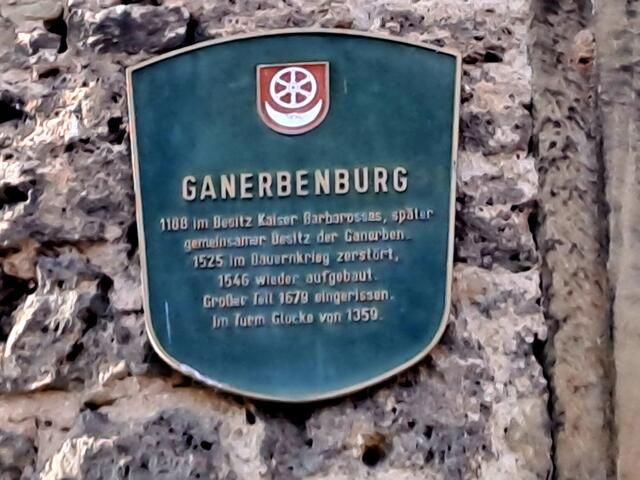 GANERBENBURG
1188 im Besitz Kaiser Barbarossas, später
gemeinsamer Besitz der Ganerben.
1525 im Bauernkrieg zerstört,
1546 wieder aufgebaut.
Großer Teil 1679 eingerissen.
Im Turm Glocke von 1359.